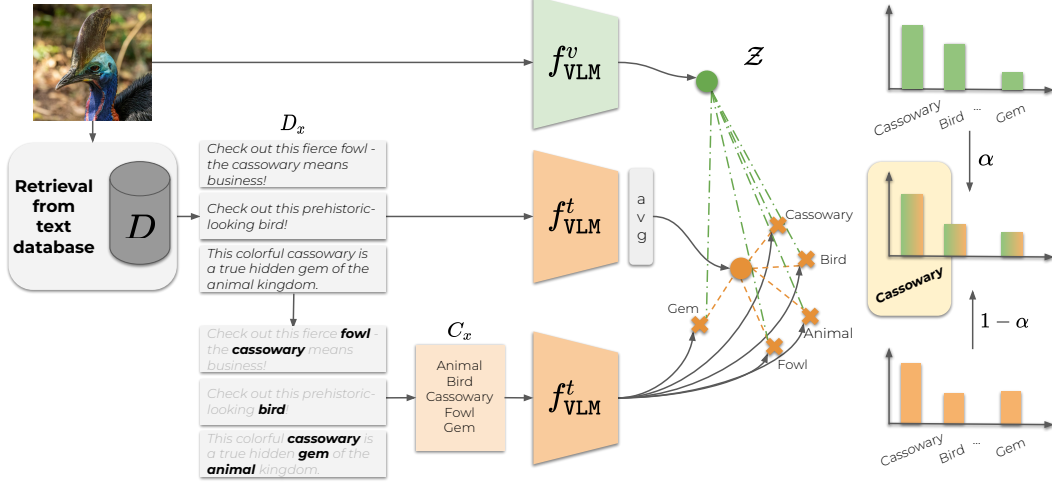 Retrieval
from
text
database
D
D_x
Check out this fierce fowl -
the cassowary means
business!
Check out this prehistoric-
looking bird!
This colorful cassowary is
a true hidden gem of the
animal kingdom.
Check out this fierce fowl -
the cassowary means
business!
Check out this prehistoric-
looking bird!
This colorful cassowary is
a true hidden gem of the
animal kingdom.
C_x
Animal
Bird
Cassowary
Fowl
Gem
f^v_VLM
f^t_VLM
a
v
g
f^t_VLM
Z
Cassowary
Bird
Gem
Animal
Fowl
Cassowary
Bird
...
Gem
α
Cassowary
1 − α
Cassowary
Bird
...
Gem